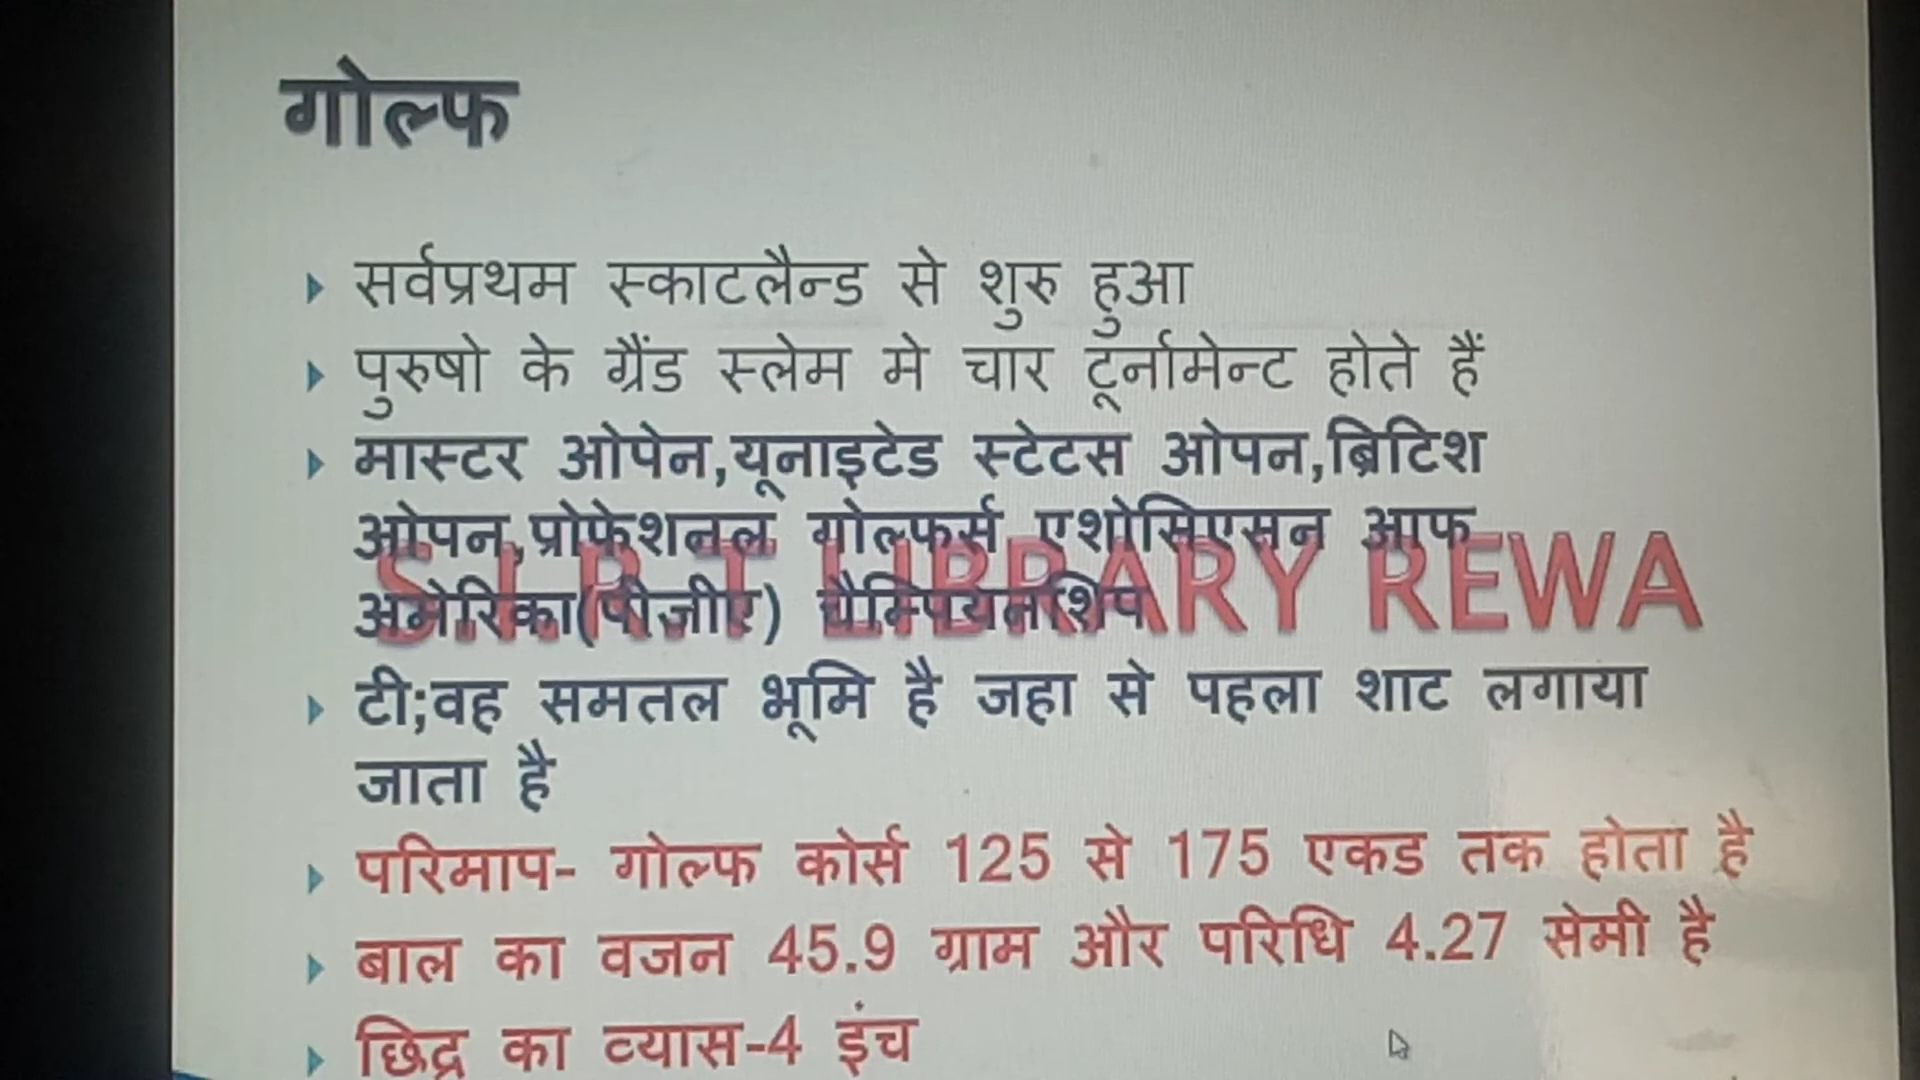 गोल्फ
सर्वप्रथम स्काटलैन्ड से शुरु हुआ
पुरुषो के ग्रैंड स्लेम मे चार टूर्नामेन्ट होते हैं
मास्टर ओपेन,यूनाइटेड स्टेटस ओपन,ब्रिटिश
ओपन,प्रोफेशनल गोल्फर्स एशोसिएसन आफ
अमेरिका(पीजीए) चैम्पियनशिप
S.I.R.T LIBRARY REWA
टी;वह समतल भूमि है जहा से पहला शाट लगाया
जाता है
परिमाप- गोल्फ कोर्स 125 से 175 एकड तक होता है
बाल का वजन 45.9 ग्राम और परिधि 4.27 सेमी है
छिद्र का व्यास-4 इंच